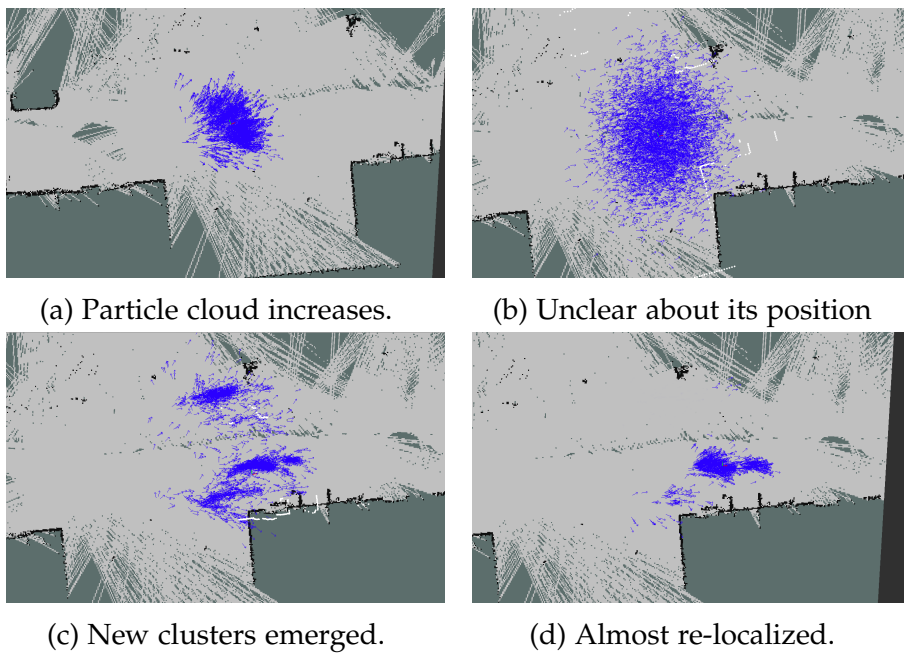 (a) Particle cloud increases.
(b) Unclear about its position
(c) New clusters emerged.
(d) Almost re-localized.